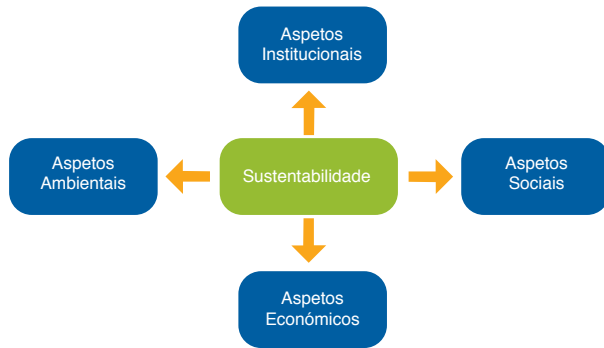 Aspetos
Institucionais
Aspetos
Ambientais
Sustentabilidade
Aspetos
Sociais
Aspetos
Económicos